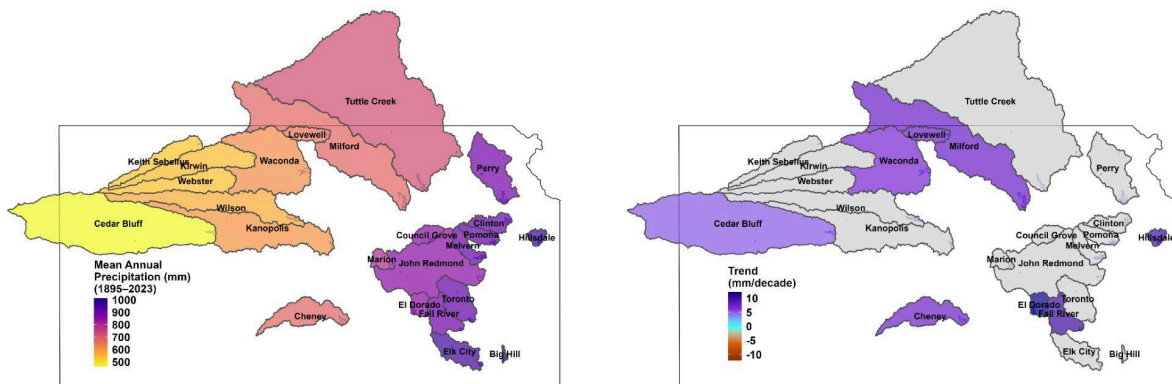 Tuttle Creek
Lovewell
Milford
Keith Sebelius
Kirwin
Waconda
Webster
Perry
Wilson
Cedar Bluff
Kanopolis
Clinton
Council Grove
Pomona
Hillsdale
Melvern
Marion
John Redmond
Toronto
El Dorado
Fall River
Cheney
Elk City
Big Hill
Mean Annual
Precipitation (mm)
(1895–2023)
1000
900
800
700
600
500
Tuttle Creek
Lovewell
Milford
Keith Sebelius
Kirwin
Waconda
Webster
Perry
Wilson
Cedar Bluff
Kanopolis
Clinton
Council Grove
Pomona
Hillsdale
Melvern
Marion
John Redmond
Toronto
El Dorado
Fall River
Cheney
Elk City
Big Hill
Trend
(mm/decade)
10
5
0
-5
-10